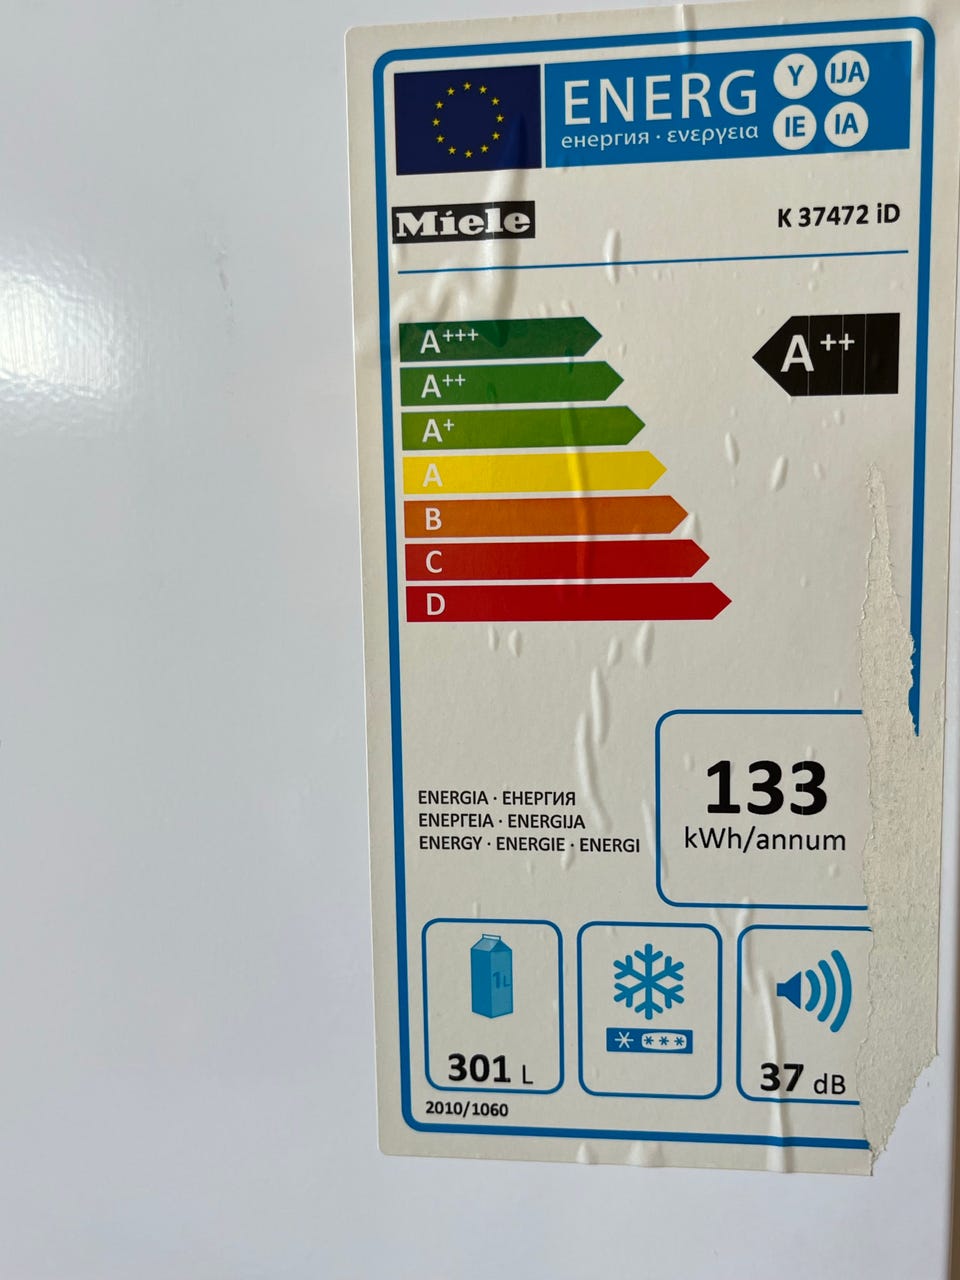 ENERG Y IJA
енергия · ενεργεια IE IA
Miele K 37472 iD
A+++ A++
A++
A+
A
B
C
D
133
kWh/annum
ENERGIA · ЕНЕРГИЯ
ΕΝΕΡΓΕΙΑ · ENERGIJA
ENERGY · ENERGIE · ENERGI
1L
301 L
37 dB
2010/1060